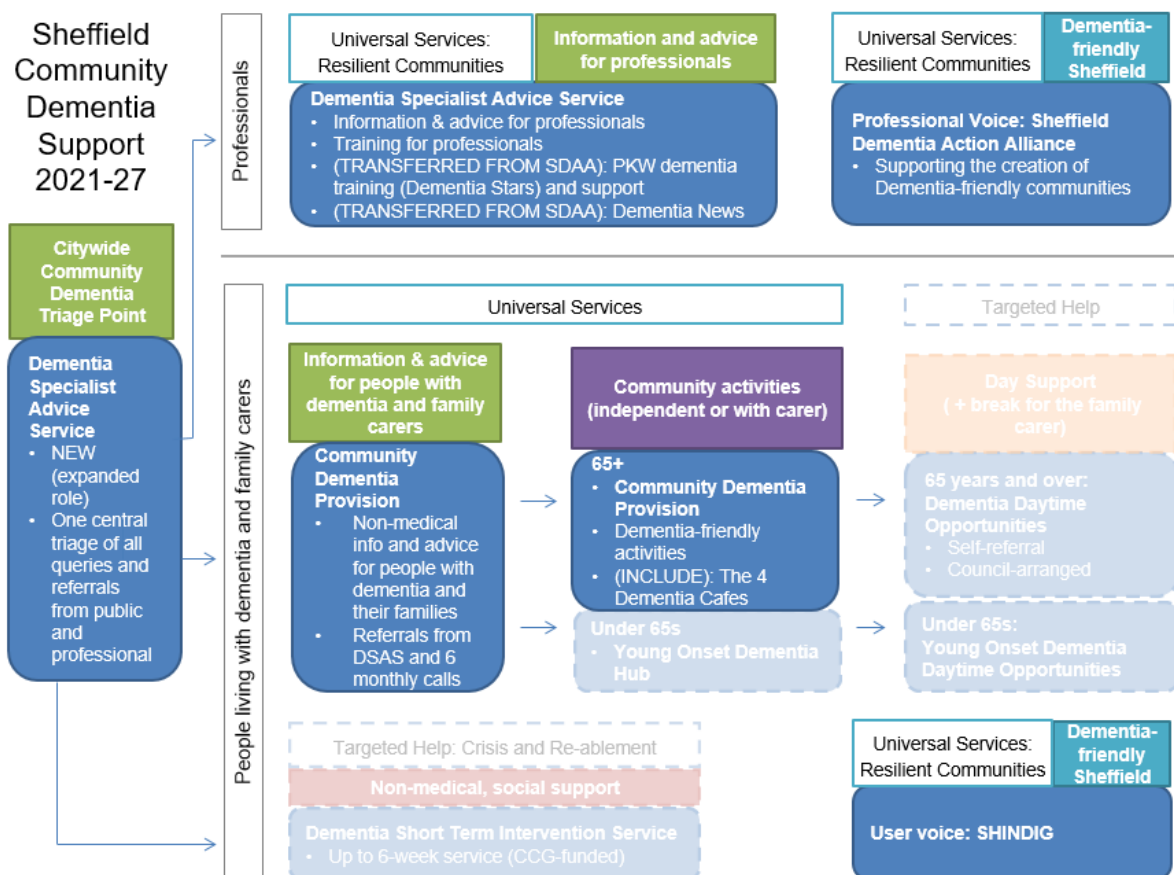 Sheffield
Community
Dementia
Support
2021-27
Citywide
Community
Dementia
Triage Point
Dementia
Specialist
Advice
Service
• NEW
(expanded
role)
• One central
triage of all
queries and
referrals
from public
and
professional
Professionals
Universal Services:
Resilient Communities
Information and advice
for professionals
Dementia Specialist Advice Service
• Information & advice for professionals
• Training for professionals
• (TRANSFERRED FROM SDAA): PKW dementia
training (Dementia Stars) and support
• (TRANSFERRED FROM SDAA): Dementia News
Universal Services:
Resilient Communities
Dementia-
friendly
Sheffield
Professional Voice: Sheffield
Dementia Action Alliance
• Supporting the creation of
Dementia-friendly communities
People living with dementia and family carers
Universal Services
Information & advice
for people with
dementia and family
carers
Community
Dementia
Provision
• Non-medical
info and advice
for people with
dementia and
their families
• Referrals from
DSAS and 6
monthly calls
Community activities
(independent or with carer)
65+
• Community Dementia
Provision
• Dementia-friendly
activities
• (INCLUDE): The 4
Dementia Cafes
Under 65s
• Young Onset Dementia
Hub
Targeted Help
Day Support
( + break for the family
carer)
65 years and over:
Dementia Daytime
Opportunities
• Self-referral
• Council-arranged
Under 65s:
Young Onset Dementia
Daytime Opportunities
Targeted Help: Crisis and Re-ablement
Non-medical, social support
Dementia Short Term Intervention Service
• Up to 6-week service (CCG-funded)
Universal Services:
Resilient Communities
Dementia-
friendly
Sheffield
User voice: SHINDIG